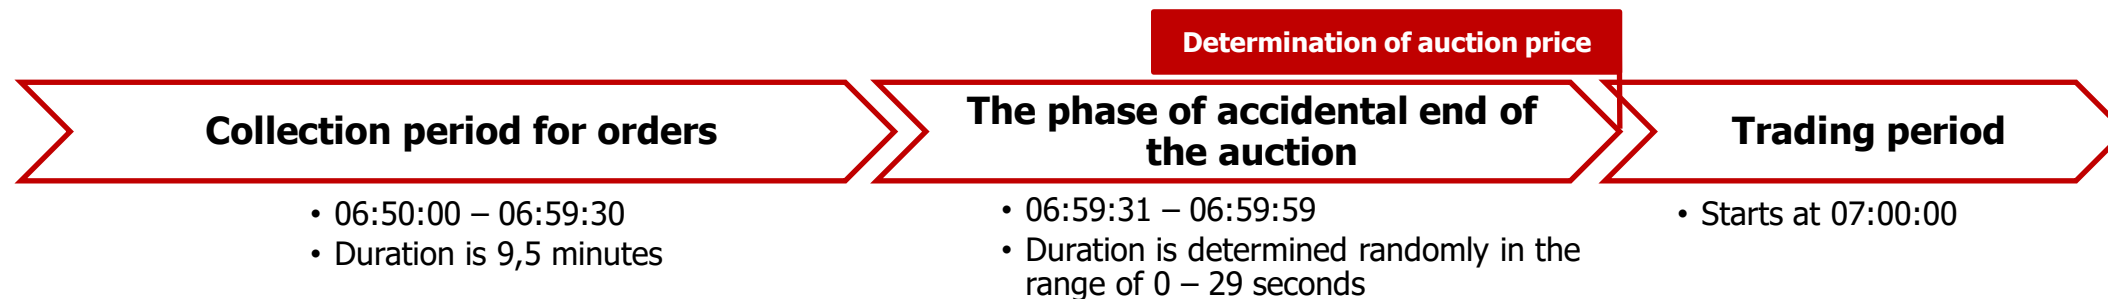 Determination of auction price
Collection period for orders
• 06:50:00 – 06:59:30
• Duration is 9,5 minutes
The phase of accidental end of
the auction
• 06:59:31 – 06:59:59
• Duration is determined randomly in the
range of 0 – 29 seconds
Trading period
• Starts at 07:00:00